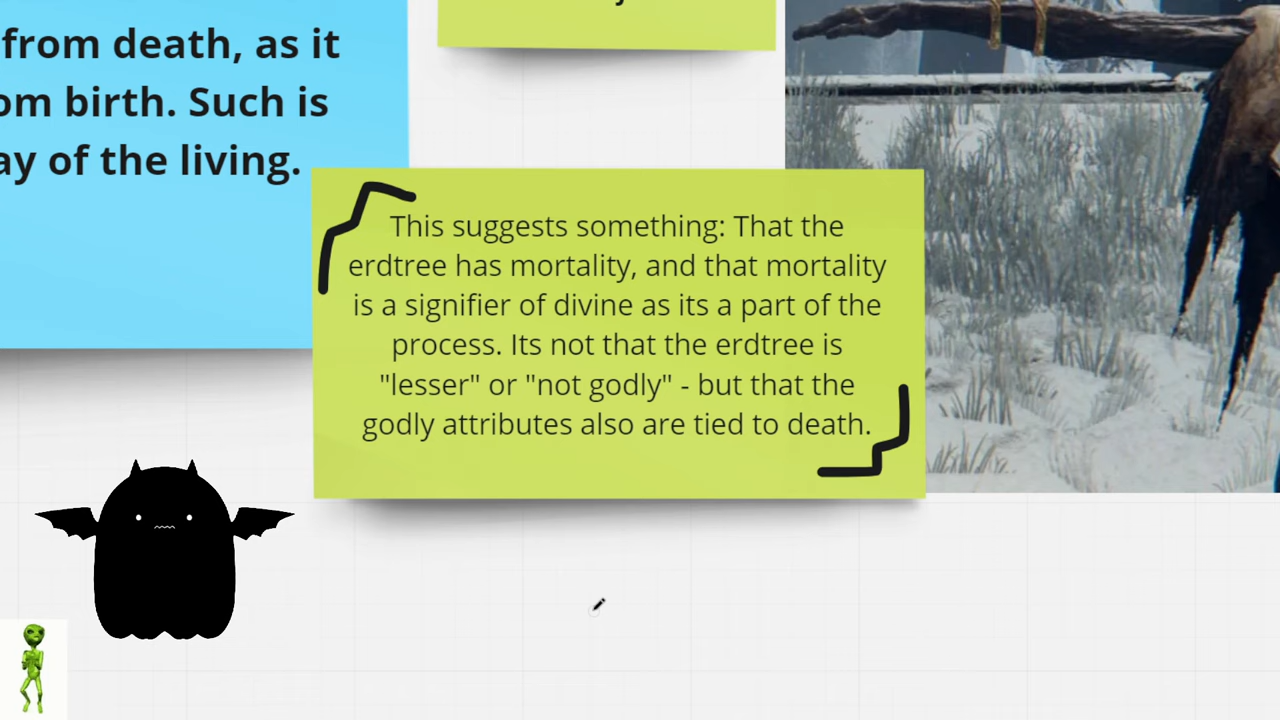 from death, as it
birth. Such is
of the living.
This suggests something: That the
erdtree has mortality, and that mortality
is a signifier of divine as its a part of the
process. Its not that the erdtree is
"lesser" or "not godly" - but that the
godly attributes also are tied to death.